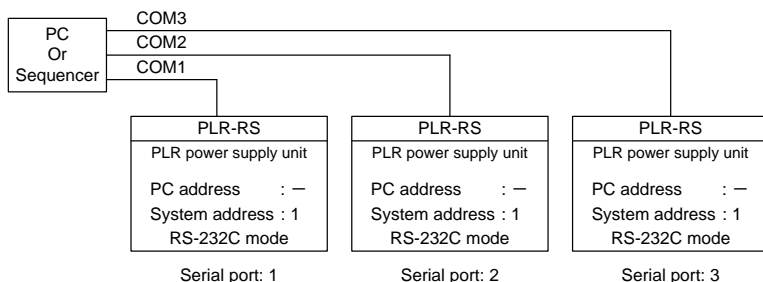 COM3
COM2
COM1
PC
Or
Sequencer
PLR-RS
PLR power supply unit
PC address : －
System address : 1
RS-232C mode
Serial port: 1
PLR-RS
PLR power supply unit
PC address : －
System address : 1
RS-232C mode
Serial port: 2
PLR-RS
PLR power supply unit
PC address : －
System address : 1
RS-232C mode
Serial port: 3